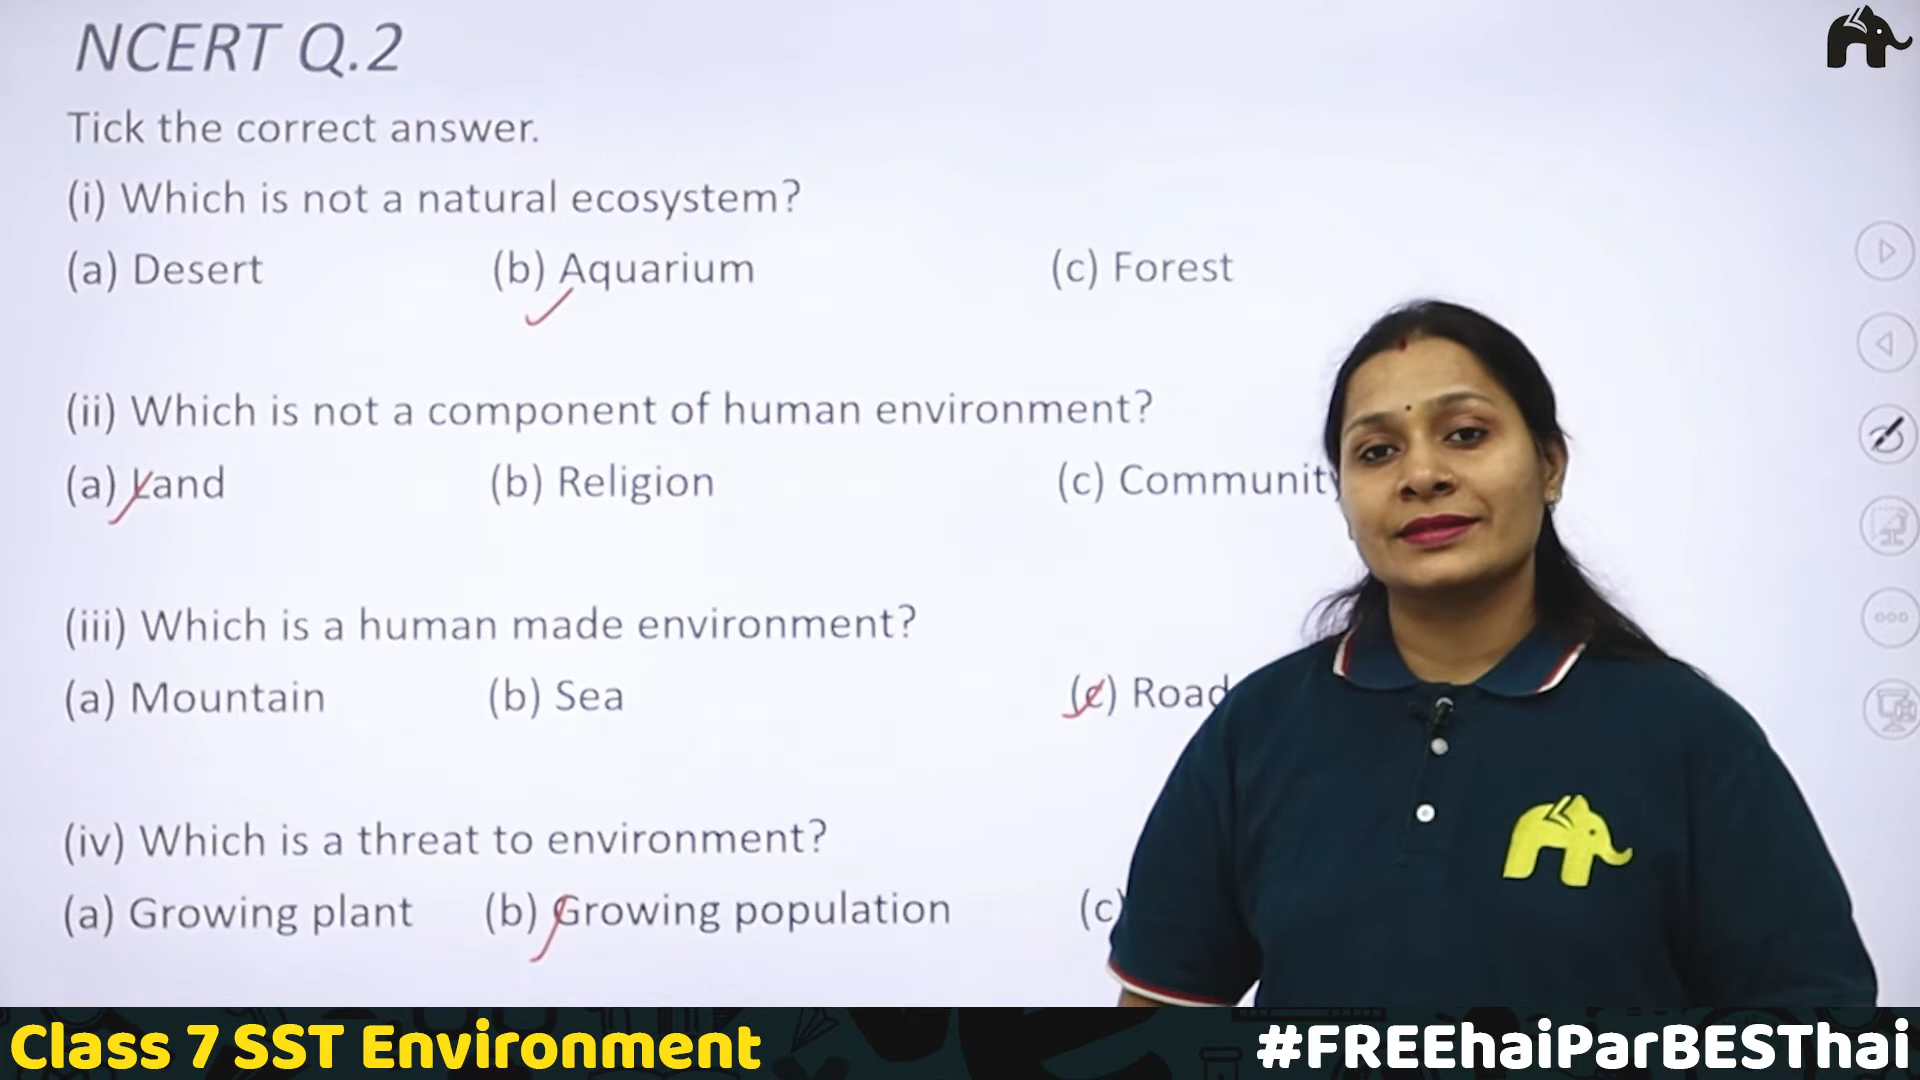 NCERT Q.2
Tick the correct answer.
(i) Which is not a natural ecosystem?
(a) Desert (b) Aquarium (c) Forest
(ii) Which is not a component of human environment?
(a) Land (b) Religion (c) Community
(iii) Which is a human made environment?
(a) Mountain (b) Sea (c) Road
(iv) Which is a threat to environment?
(a) Growing plant (b) Growing population (c)
Class 7 SST Environment #FREEhaiParBESThai